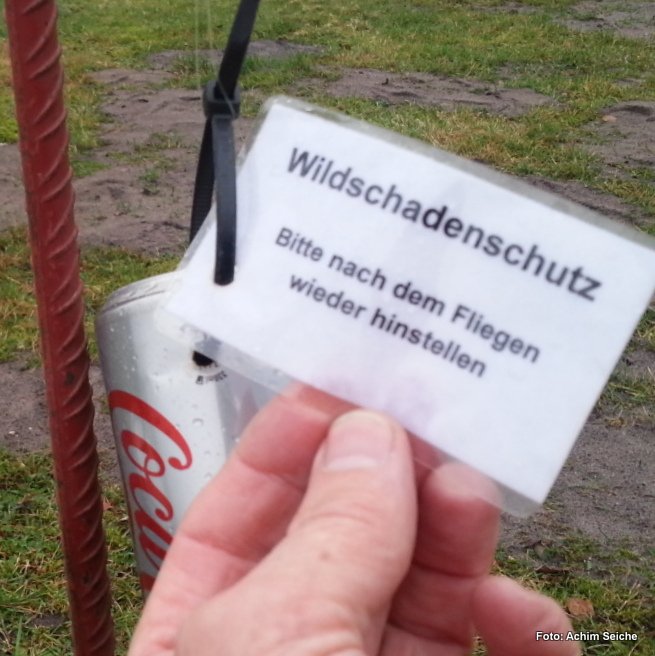 Wildschadenschutz
Bitte nach dem Fliegen
wieder hinstellen
Foto: Achim Seiche